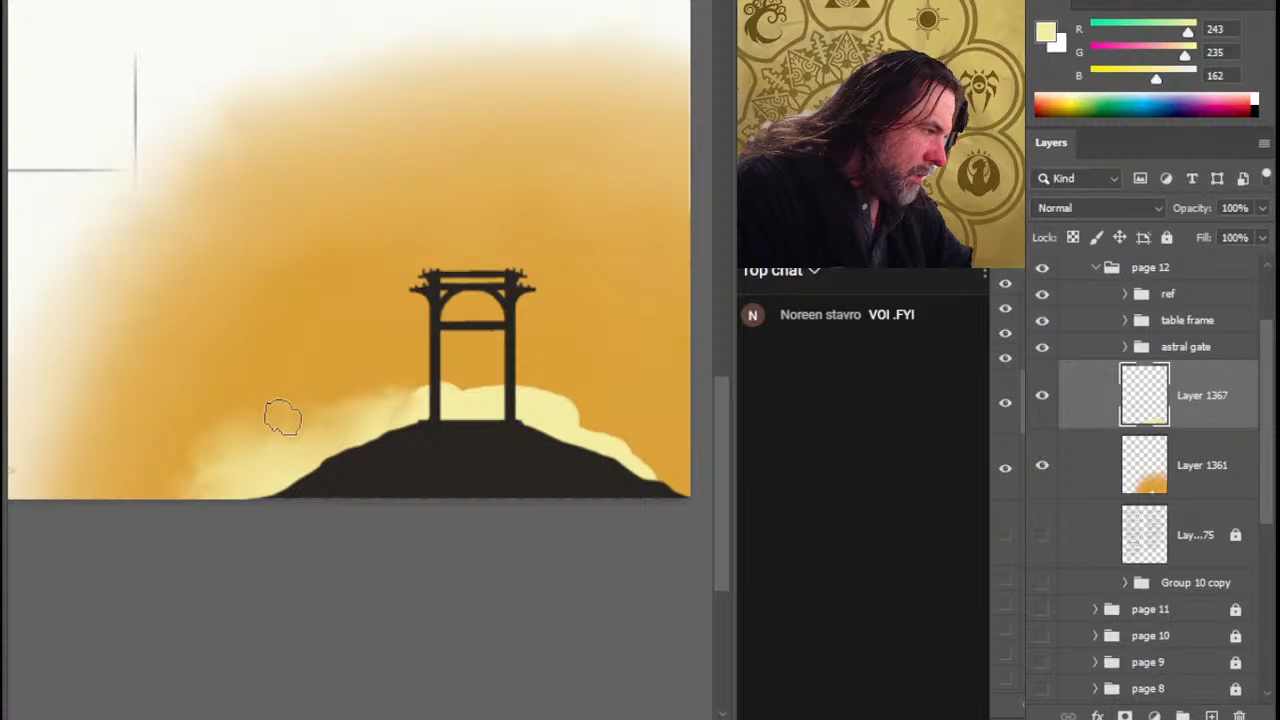 R 243
G 235
B 162
Layers
Kind
Normal Opacity: 100%
Lock: Fill: 100%
page 12
ref
table frame
astral gate
Layer 1367
Layer 1361
Lay...75
Group 10 copy
page 11
page 10
page 9
page 8
Top chat
N Noreen stavro VOI .FYI
fx